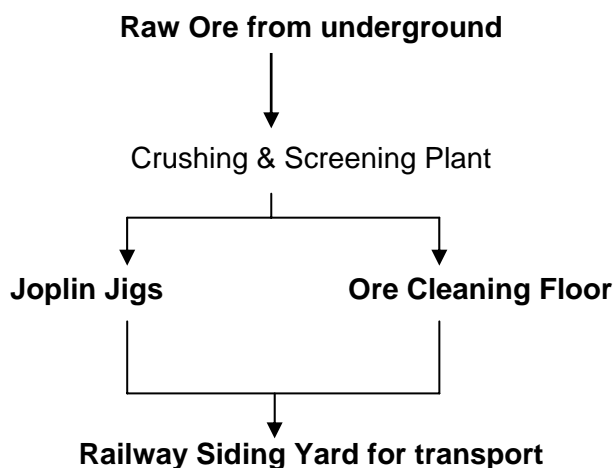 Raw Ore from underground
Crushing & Screening Plant
Joplin Jigs
Ore Cleaning Floor
Railway Siding Yard for transport